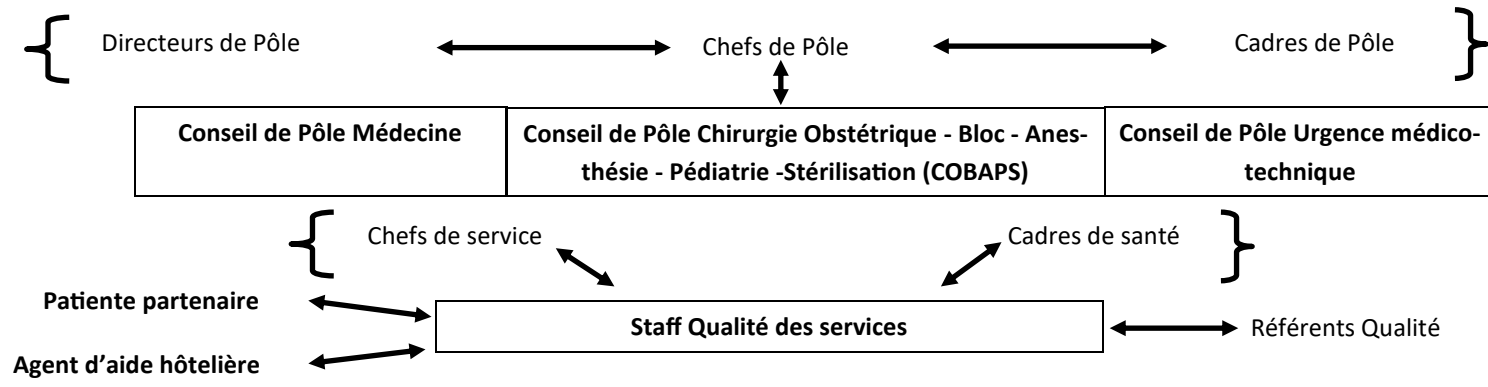 Directeurs de Pôle
Chefs de Pôle
Cadres de Pôle
Conseil de Pôle Médecine
Conseil de Pôle Chirurgie Obstétrique - Bloc - Anes-
thésie - Pédiatrie -Stérilisation (COBAPS)
Conseil de Pôle Urgence médico-
technique
Chefs de service
Cadres de santé
Patiente partenaire
Staff Qualité des services
Référents Qualité
Agent d’aide hôtelière